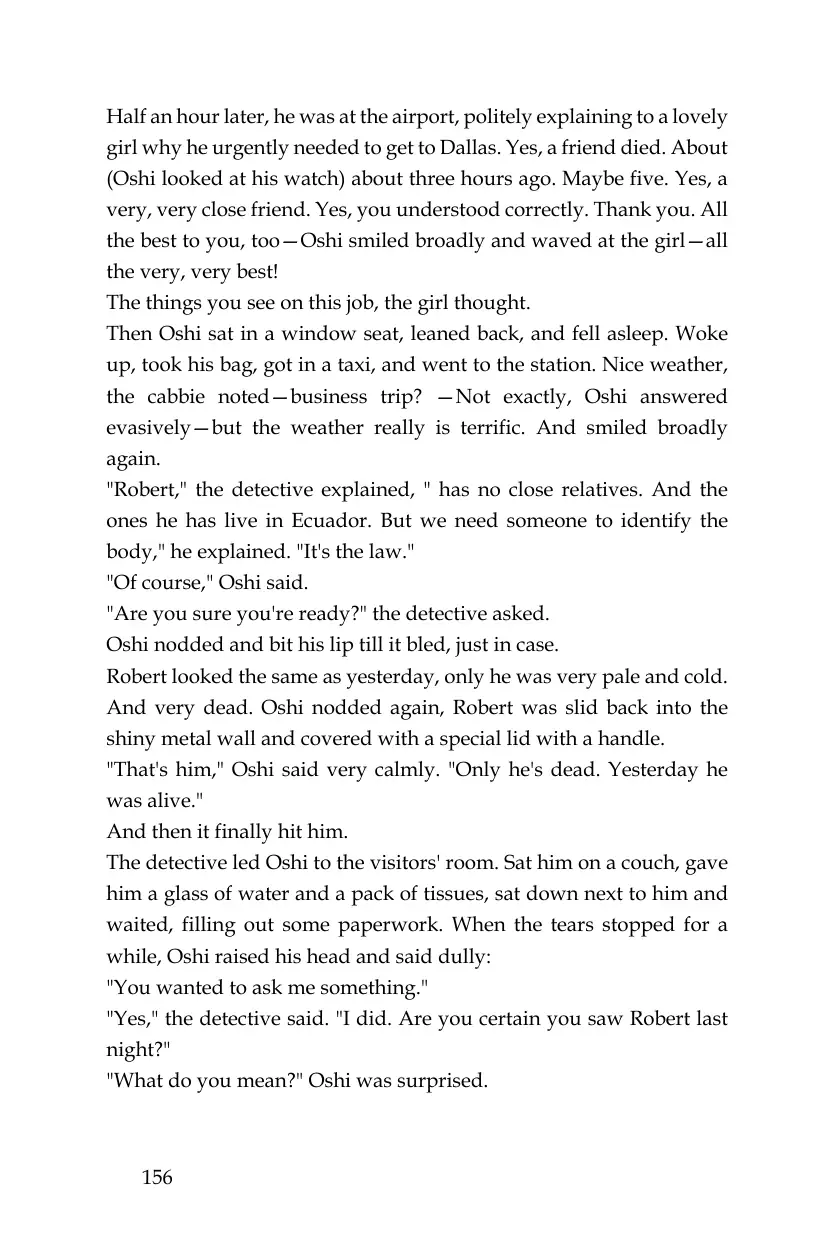 Half an hour later, he was at the airport, politely explaining to a lovely
girl why he urgently needed to get to Dallas. Yes, a friend died. About
(Oshi looked at his watch) about three hours ago. Maybe five. Yes, a
very, very close friend. Yes, you understood correctly. Thank you. All
the best to you, too—Oshi smiled broadly and waved at the girl—all
the very, very best!
The things you see on this job, the girl thought.
Then Oshi sat in a window seat, leaned back, and fell asleep. Woke
up, took his bag, got in a taxi, and went to the station. Nice weather,
the cabbie noted—business trip? —Not exactly, Oshi answered
evasively—but the weather really is terrific. And smiled broadly
again.
"Robert," the detective explained, " has no close relatives. And the
ones he has live in Ecuador. But we need someone to identify the
body," he explained. "It's the law."
"Of course," Oshi said.
"Are you sure you're ready?" the detective asked.
Oshi nodded and bit his lip till it bled, just in case.
Robert looked the same as yesterday, only he was very pale and cold.
And very dead. Oshi nodded again, Robert was slid back into the
shiny metal wall and covered with a special lid with a handle.
"That's him," Oshi said very calmly. "Only he's dead. Yesterday he
was alive."
And then it finally hit him.
The detective led Oshi to the visitors' room. Sat him on a couch, gave
him a glass of water and a pack of tissues, sat down next to him and
waited, filling out some paperwork. When the tears stopped for a
while, Oshi raised his head and said dully:
"You wanted to ask me something."
"Yes," the detective said. "I did. Are you certain you saw Robert last
night?"
"What do you mean?" Oshi was surprised.
156